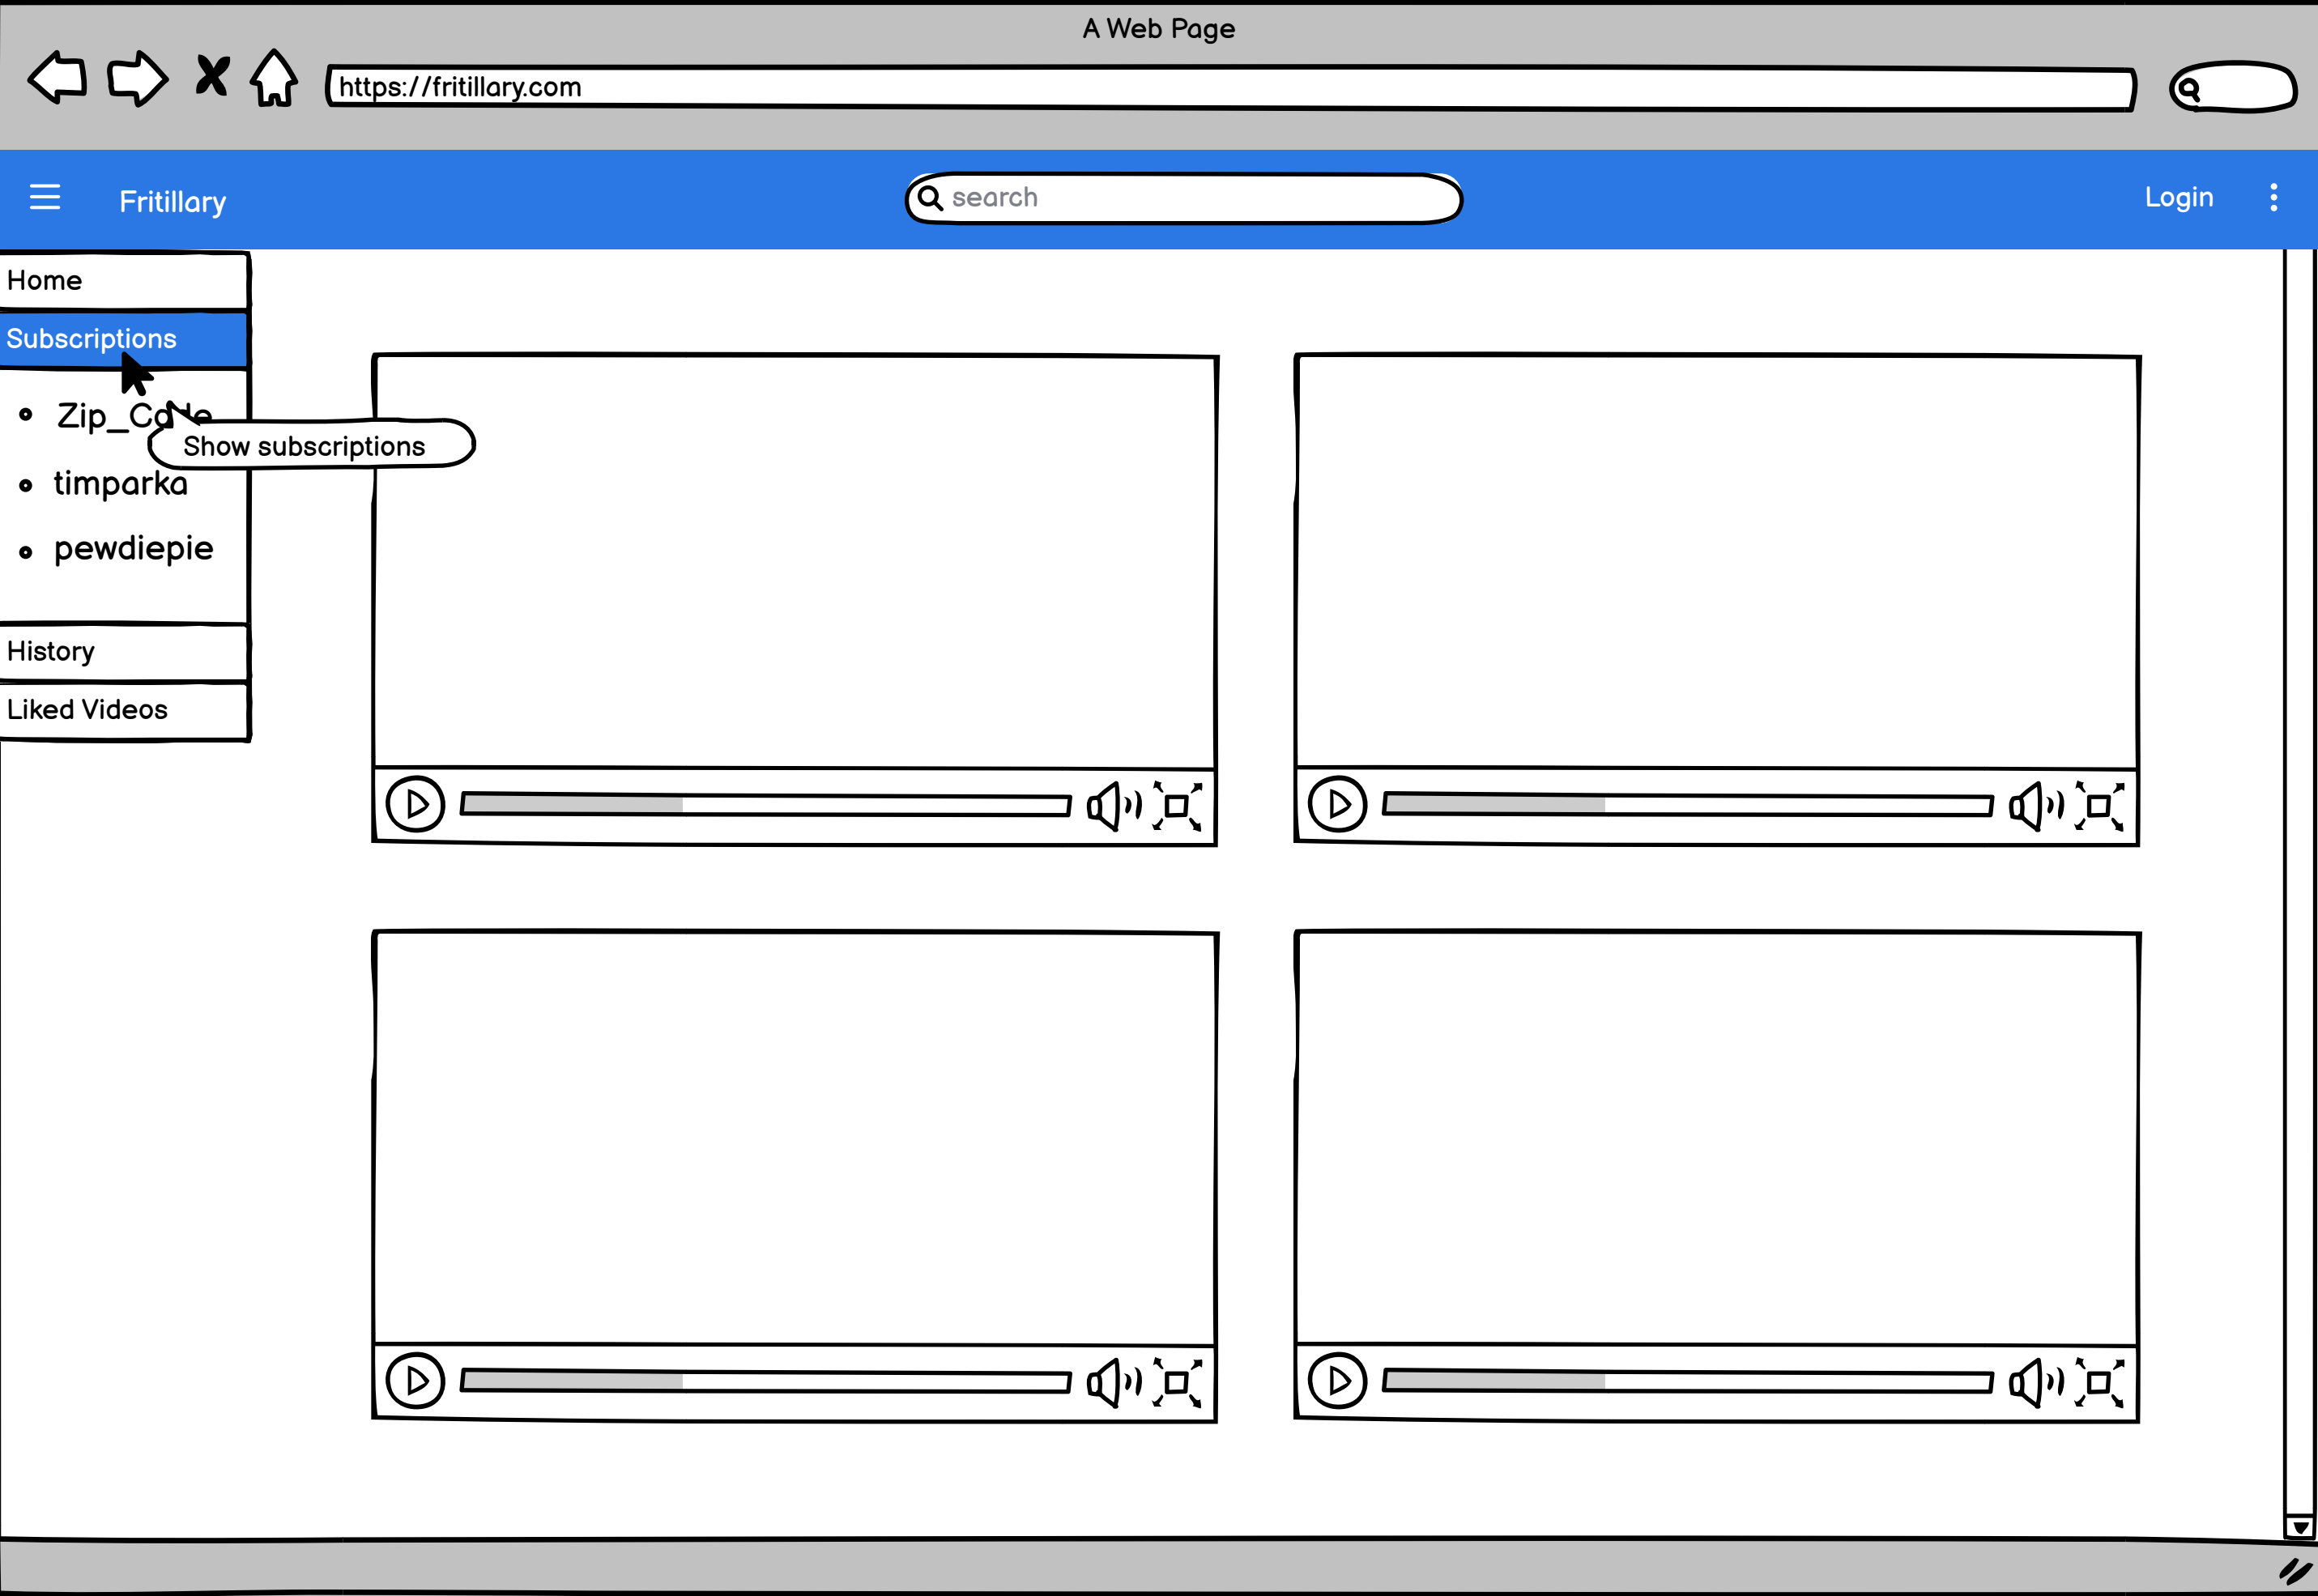 A Web Page
https://fritillary.com
Fritillary
search
Login
Home
Subscriptions
Show subscriptions
timparka
pewdiepie
History
Liked Videos